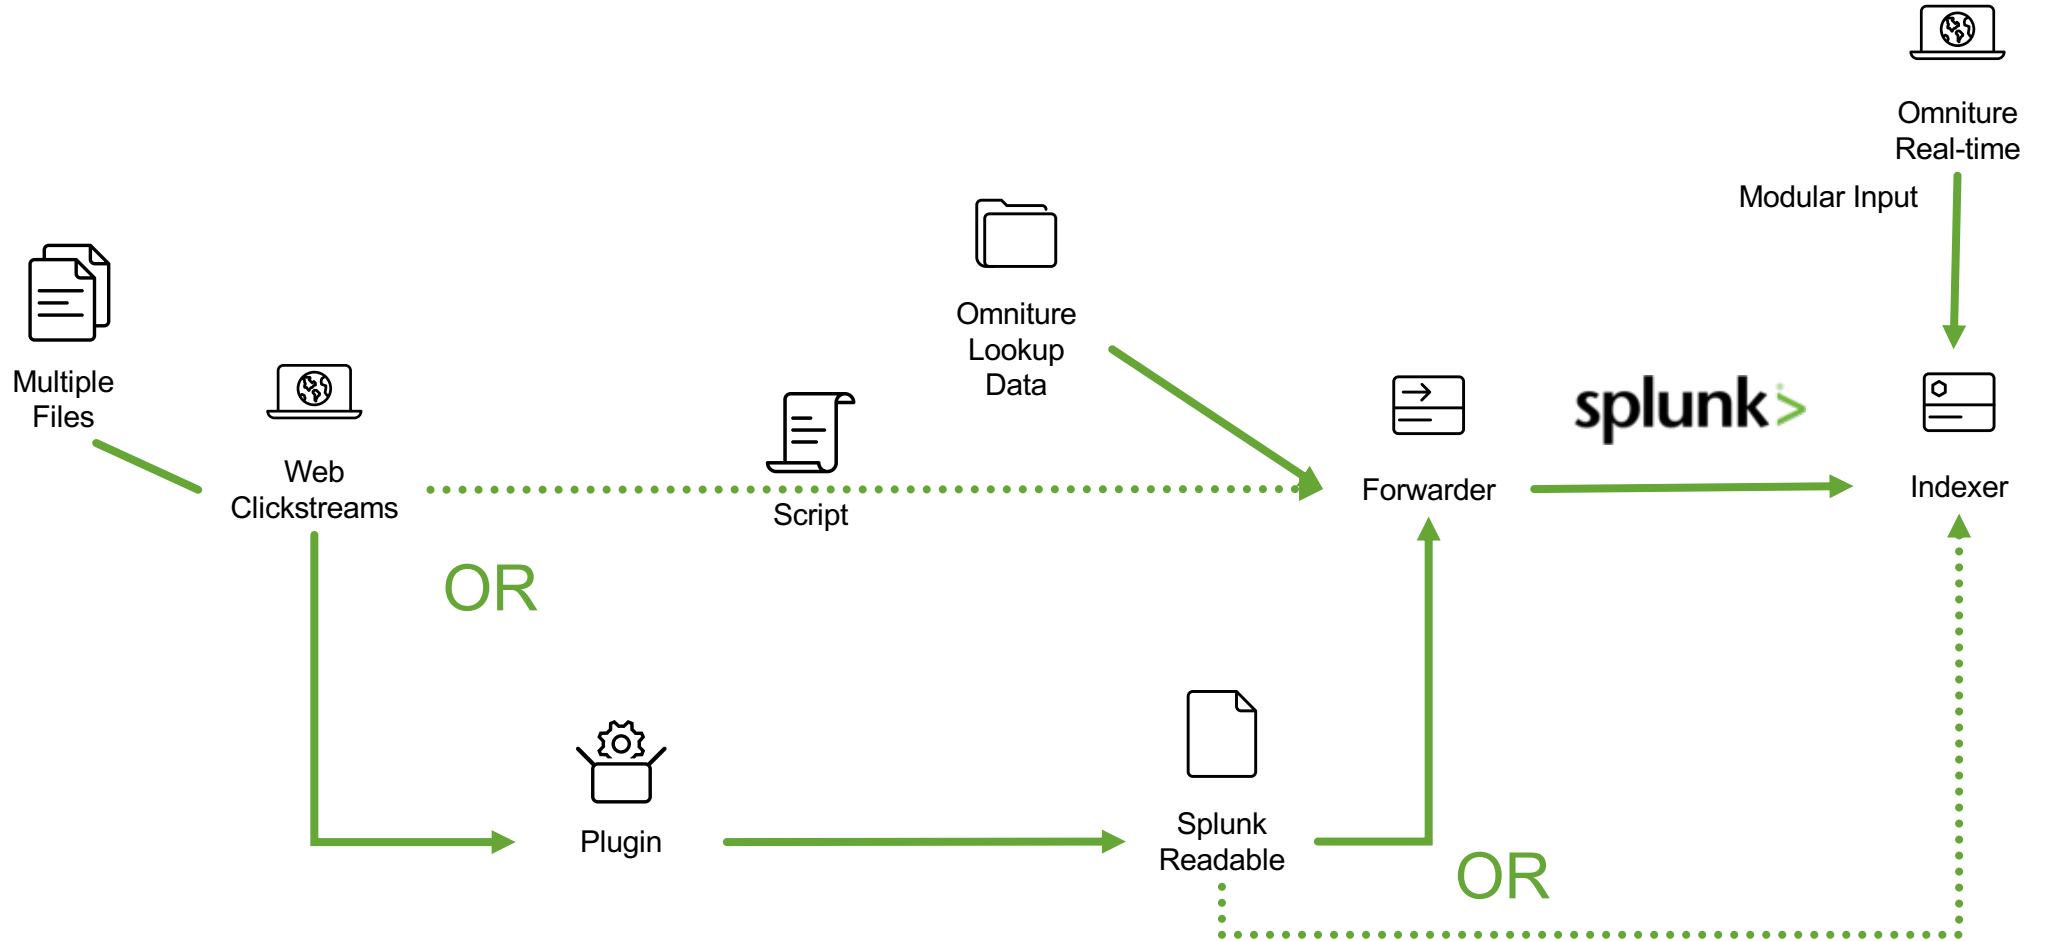 Omniture
Real-time
Modular Input
Multiple
Files
Omniture
Lookup
Data
Web
Clickstreams
Script
Forwarder
splunk>
Indexer
OR
Plugin
Splunk
Readable
OR